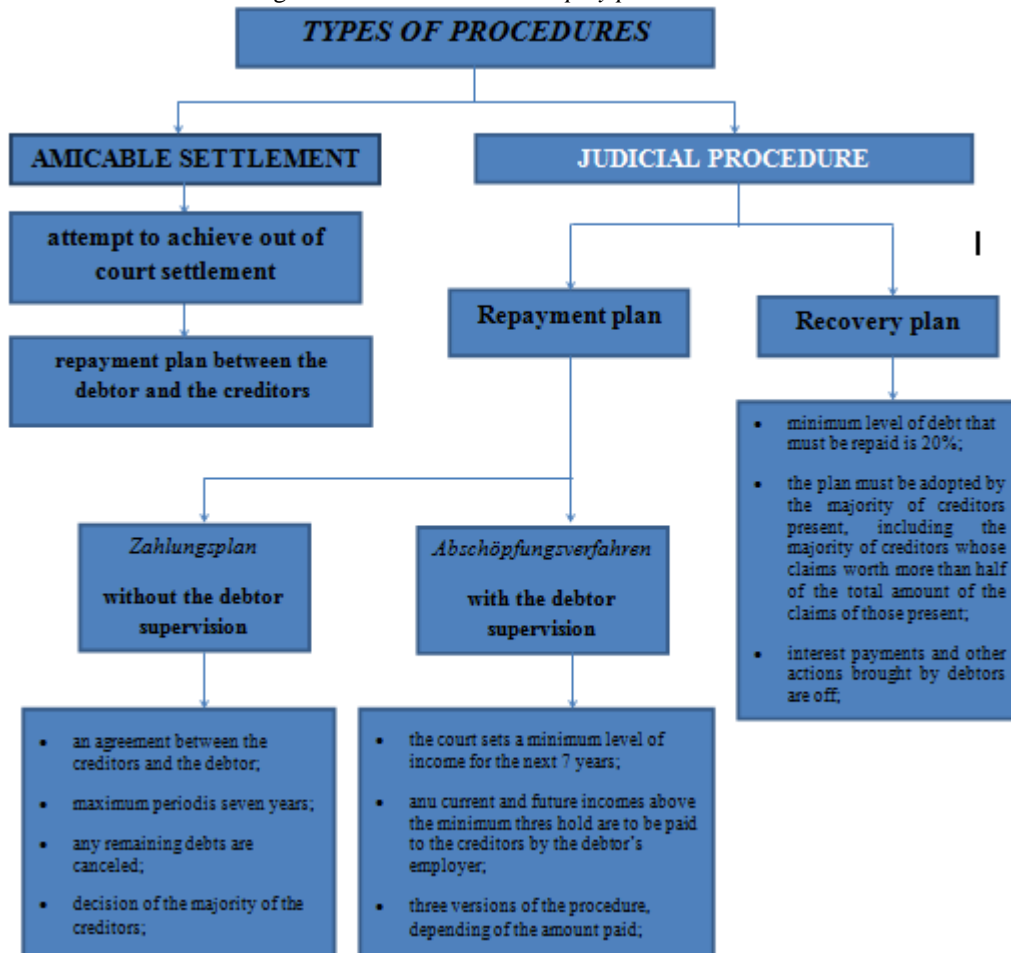 TYPES OF PROCEDURES
AMICABLE SETTLEMENT
JUDICIAL PROCEDURE
attempt to achieve out of
court settlement
repayment plan between the
debtor and the creditors
Repayment plan
Recovery plan
• minimum level of debt that
must be repaid is 20%;
• the plan must be adopted by
the majority of creditors
present, including the
majority of creditors whose
claims worth more than half
of the total amount of the
claims of those present;
• interest payments and other
actions brought by debtors
are off;
Zahlungsplan
without the debtor
supervision
Abschöpfungsverfahren
with the debtor
supervision
• an agreement between the
creditors and the debtor;
• maximum periodis seven years;
• any remaining debts are
canceled;
• decision of the majority of the
creditors;
• the court sets a minimum level of
income for the next 7 years;
• anu current and future incomes above
the minimum thres hold are to be paid
to the creditors by the debtor's
employer;
• three versions of the procedure,
depending of the amount paid;